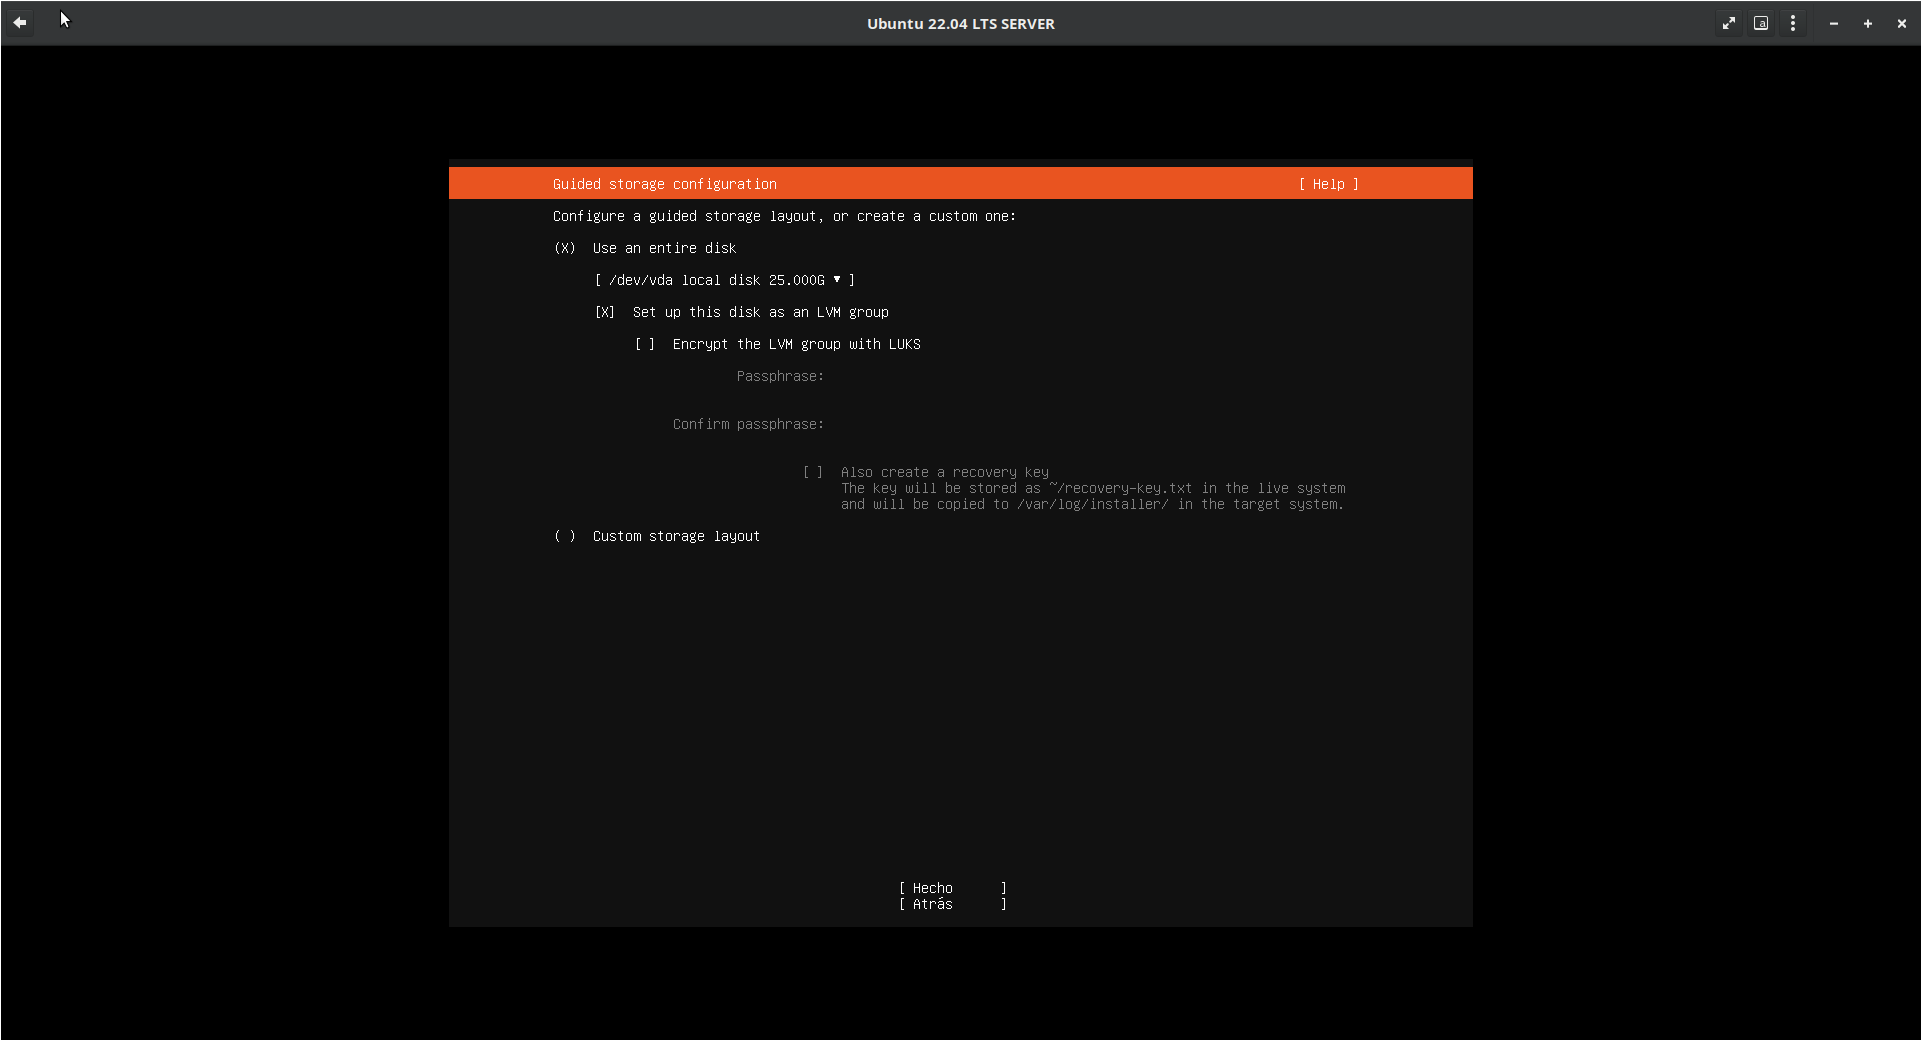 Ubuntu 22.04 LTS SERVER
Guided storage configuration [ Help ]
Configure a guided storage layout, or create a custom one:
(X) Use an entire disk
[ /dev/vda local disk 25.000G ▾ ]
[X] Set up this disk as an LVM group
[ ] Encrypt the LVM group with LUKS
Passphrase:
Confirm passphrase:
[ ] Also create a recovery key
The key will be stored as ~/recovery-key.txt in the live system
and will be copied to /var/log/installer/ in the target system.
( ) Custom storage layout
[ Hecho ]
[ Atrás ]